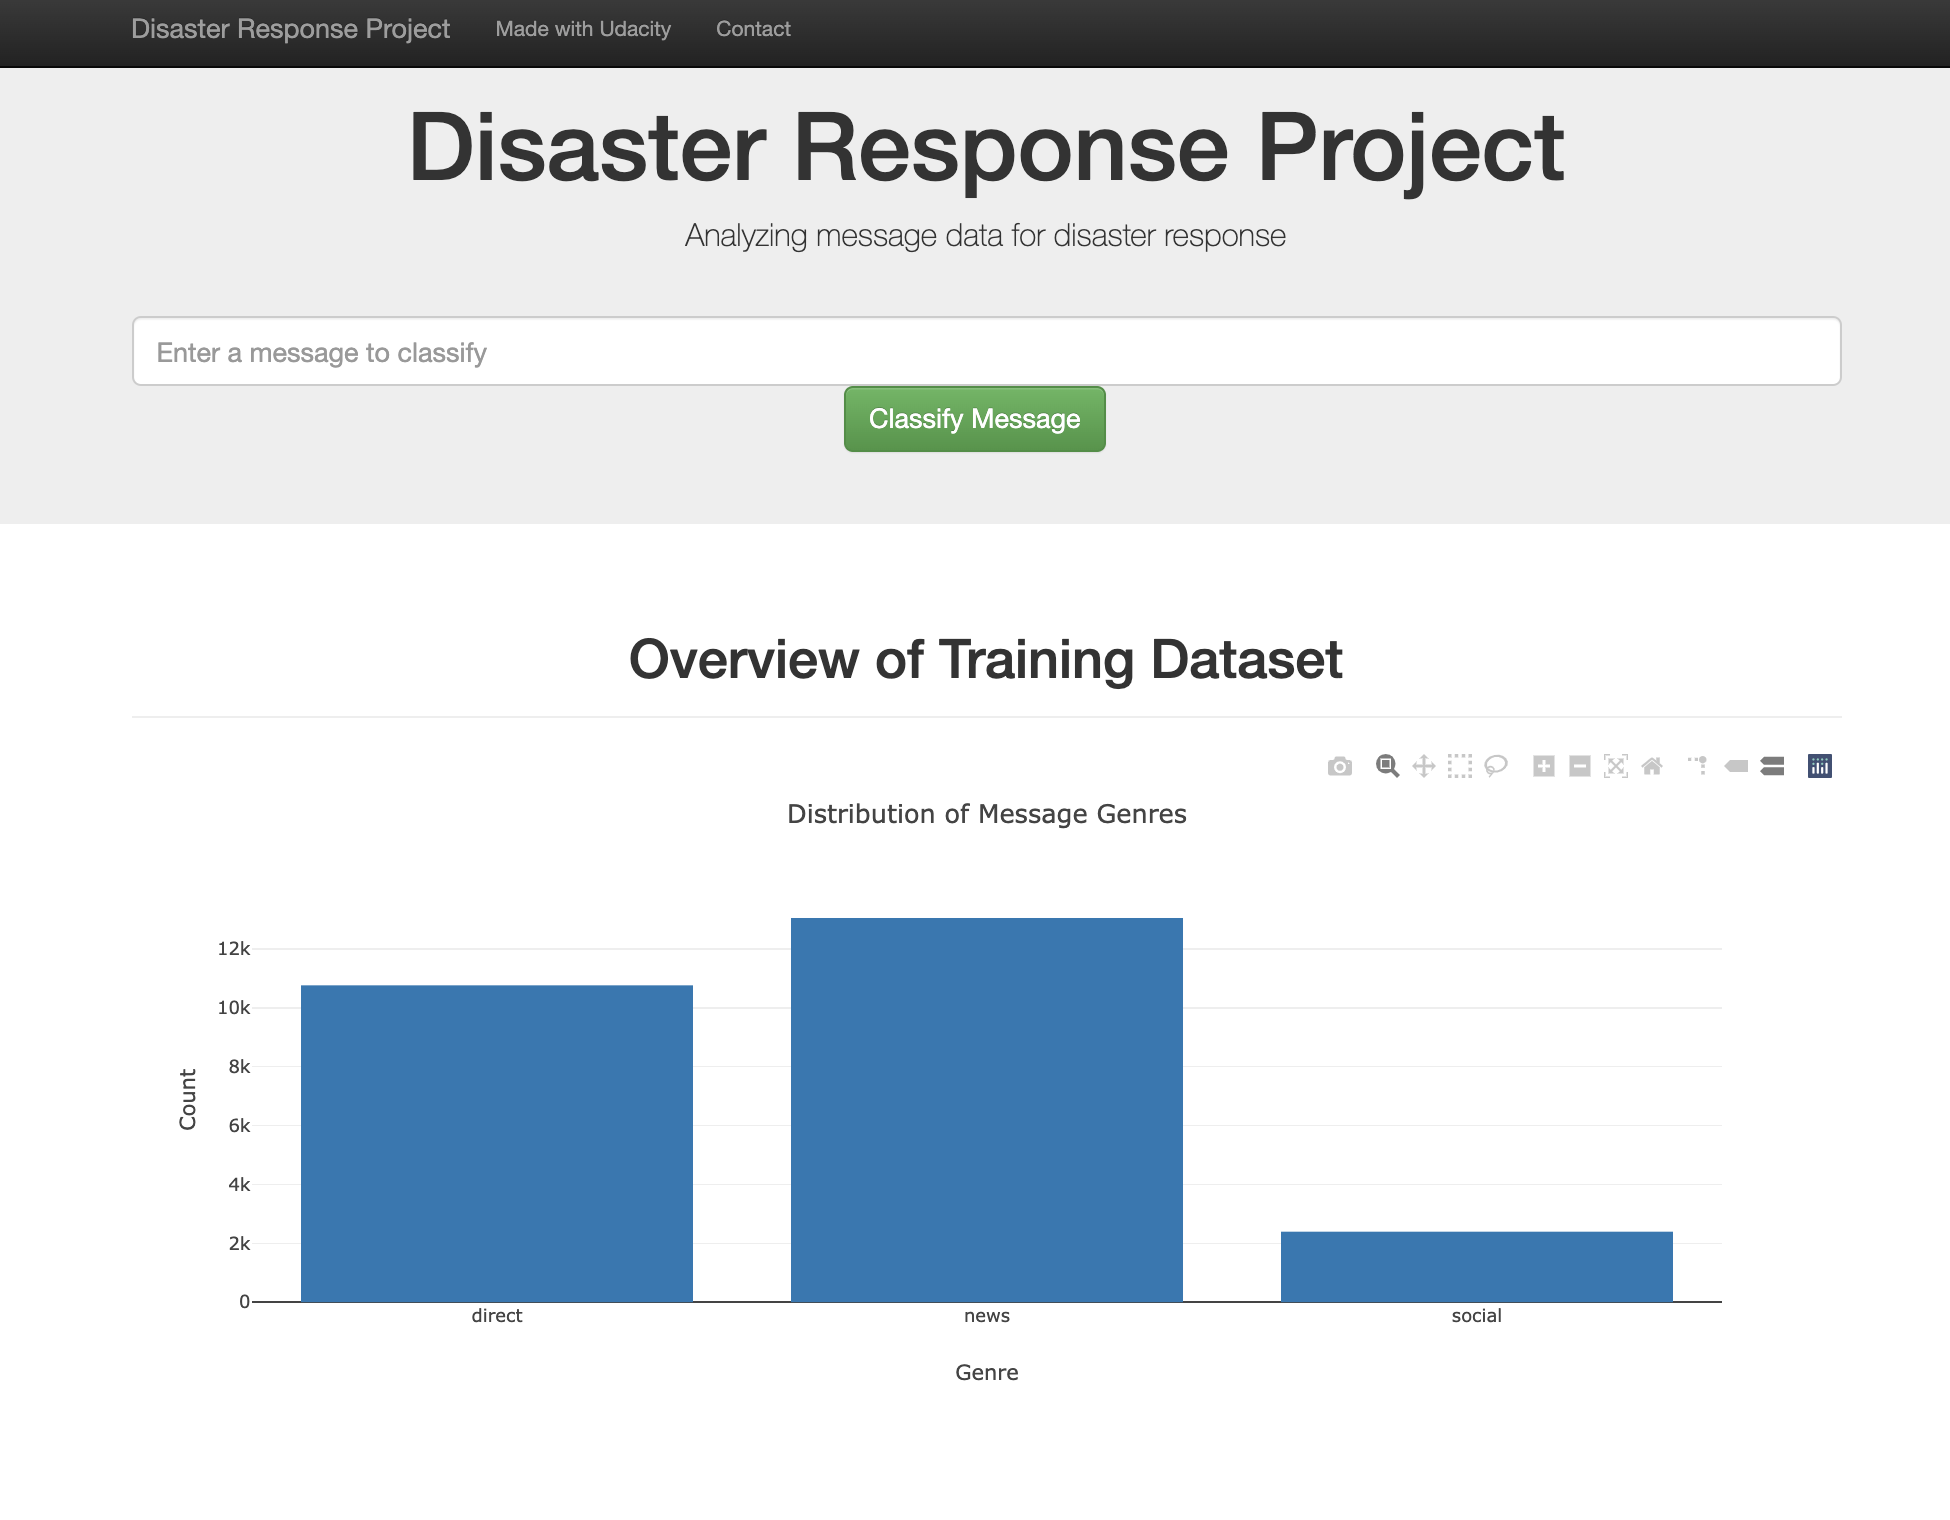 Disaster Response Project Made with Udacity Contact
Disaster Response Project
Analyzing message data for disaster response
Enter a message to classify
Classify Message
Overview of Training Dataset
Distribution of Message Genres
12k
10k
8k
6k
4k
2k
0
Count
direct news social
Genre